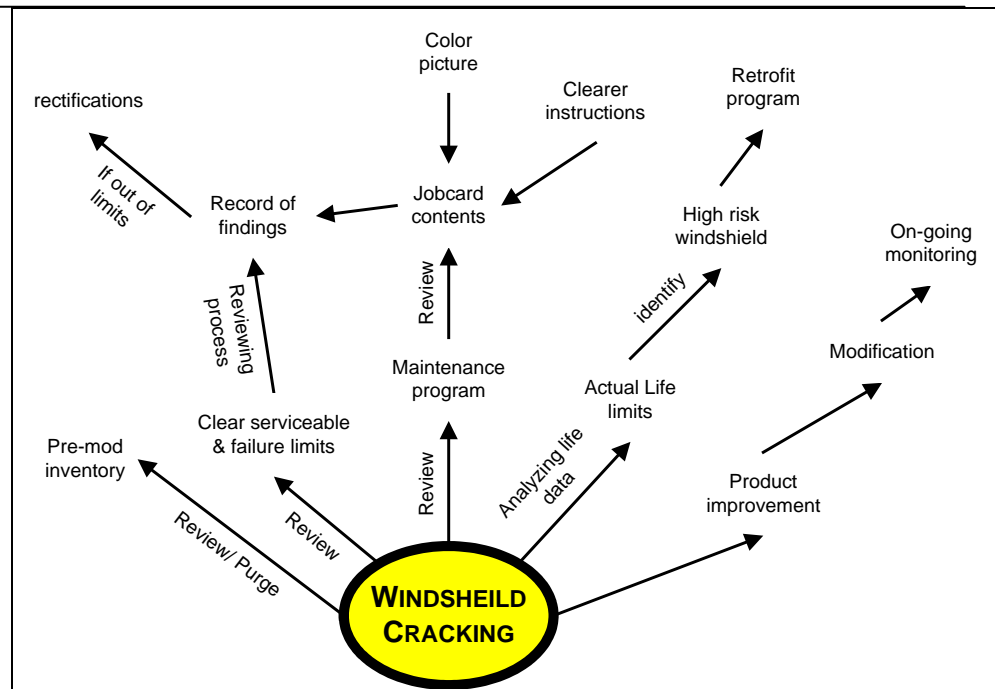 Color
picture
Retrofit
program
rectifications
Clearer
instructions
If out of
limits
Record of
findings
Jobcard
contents
High risk
windshield
On-going
monitoring
Reviewing
process
Review
identify
Modification
Maintenance
program
Actual Life
limits
Pre-mod
inventory
Clear serviceable
& failure limits
Analyzing life
data
Product
improvement
Review/ Purge
Review
Review
WINDSHEILD
CRACKING